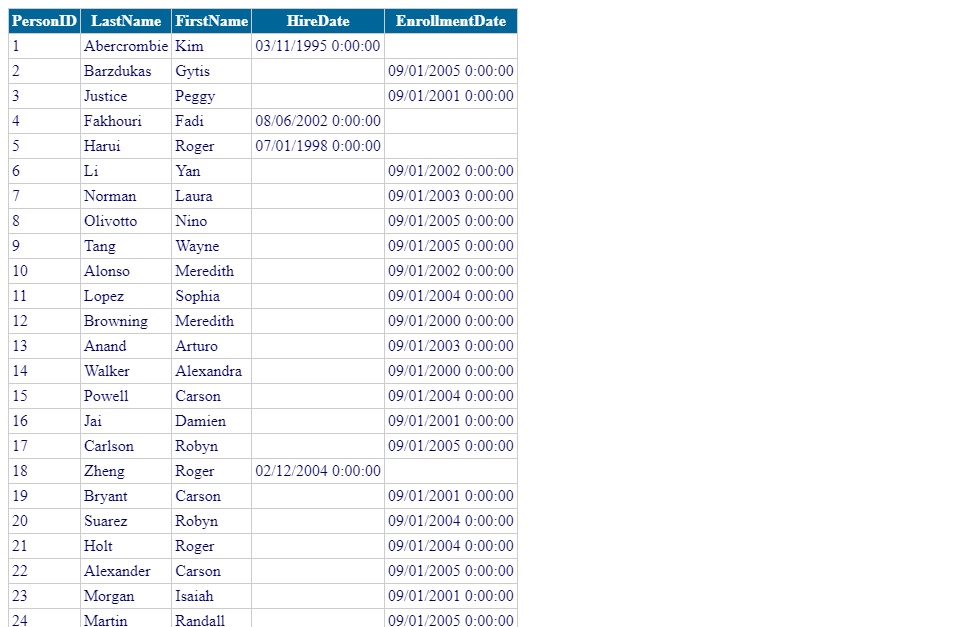 PersonID LastName FirstName HireDate EnrollmentDate
1 Abercrombie Kim 03/11/1995 0:00:00
2 Barzdukas Gytis 09/01/2005 0:00:00
3 Justice Peggy 09/01/2001 0:00:00
4 Fakhouri Fadi 08/06/2002 0:00:00
5 Harui Roger 07/01/1998 0:00:00
6 Li Yan 09/01/2002 0:00:00
7 Norman Laura 09/01/2003 0:00:00
8 Olivotto Nino 09/01/2005 0:00:00
9 Tang Wayne 09/01/2005 0:00:00
10 Alonso Meredith 09/01/2002 0:00:00
11 Lopez Sophia 09/01/2004 0:00:00
12 Browning Meredith 09/01/2000 0:00:00
13 Anand Arturo 09/01/2003 0:00:00
14 Walker Alexandra 09/01/2000 0:00:00
15 Powell Carson 09/01/2004 0:00:00
16 Jai Damien 09/01/2001 0:00:00
17 Carlson Robyn 09/01/2005 0:00:00
18 Zheng Roger 02/12/2004 0:00:00
19 Bryant Carson 09/01/2001 0:00:00
20 Suarez Robyn 09/01/2004 0:00:00
21 Holt Roger 09/01/2004 0:00:00
22 Alexander Carson 09/01/2005 0:00:00
23 Morgan Isaiah 09/01/2001 0:00:00
24 Martin Randall 09/01/2005 0:00:00